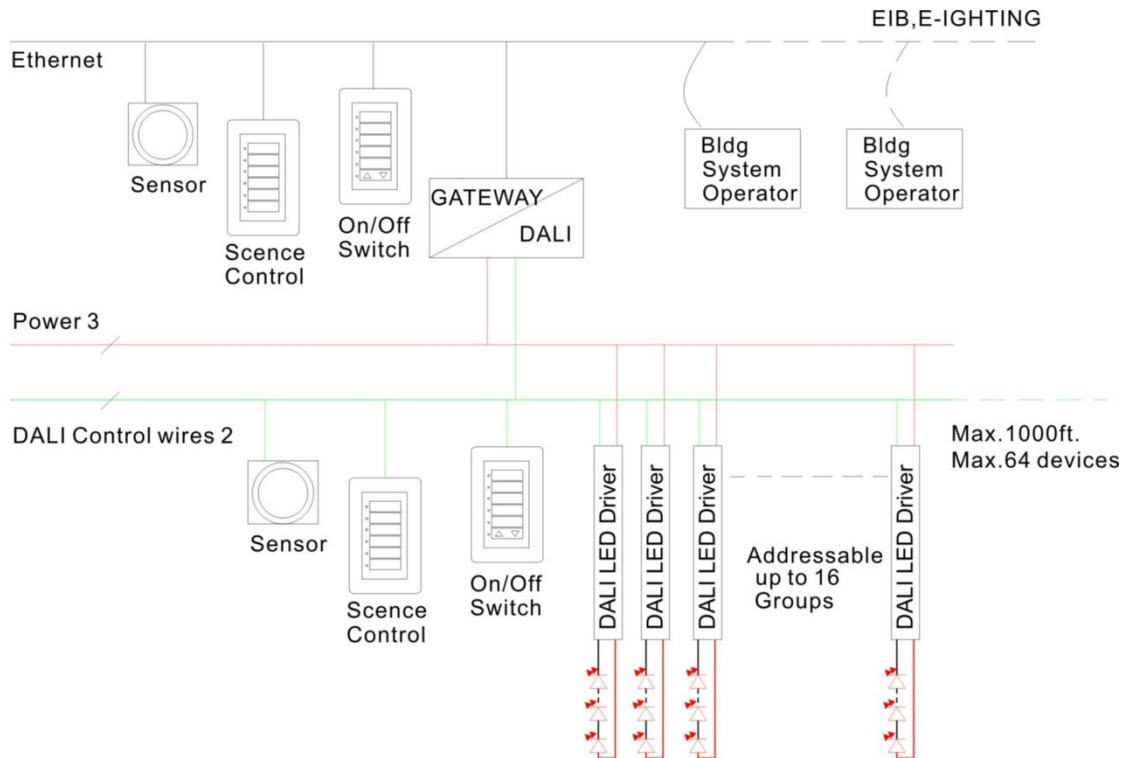 EIB,E-IGHTING
Ethernet
Sensor
Scence
Control
On/Off
Switch
GATEWAY
DALI
Bldg
System
Operator
Bldg
System
Operator
Power 3
DALI Control wires 2
Max.1000ft.
Max.64 devices
Sensor
Scence
Control
On/Off
Switch
DALI LED Driver
DALI LED Driver
DALI LED Driver
Addressable
up to 16
Groups
DALI LED Driver